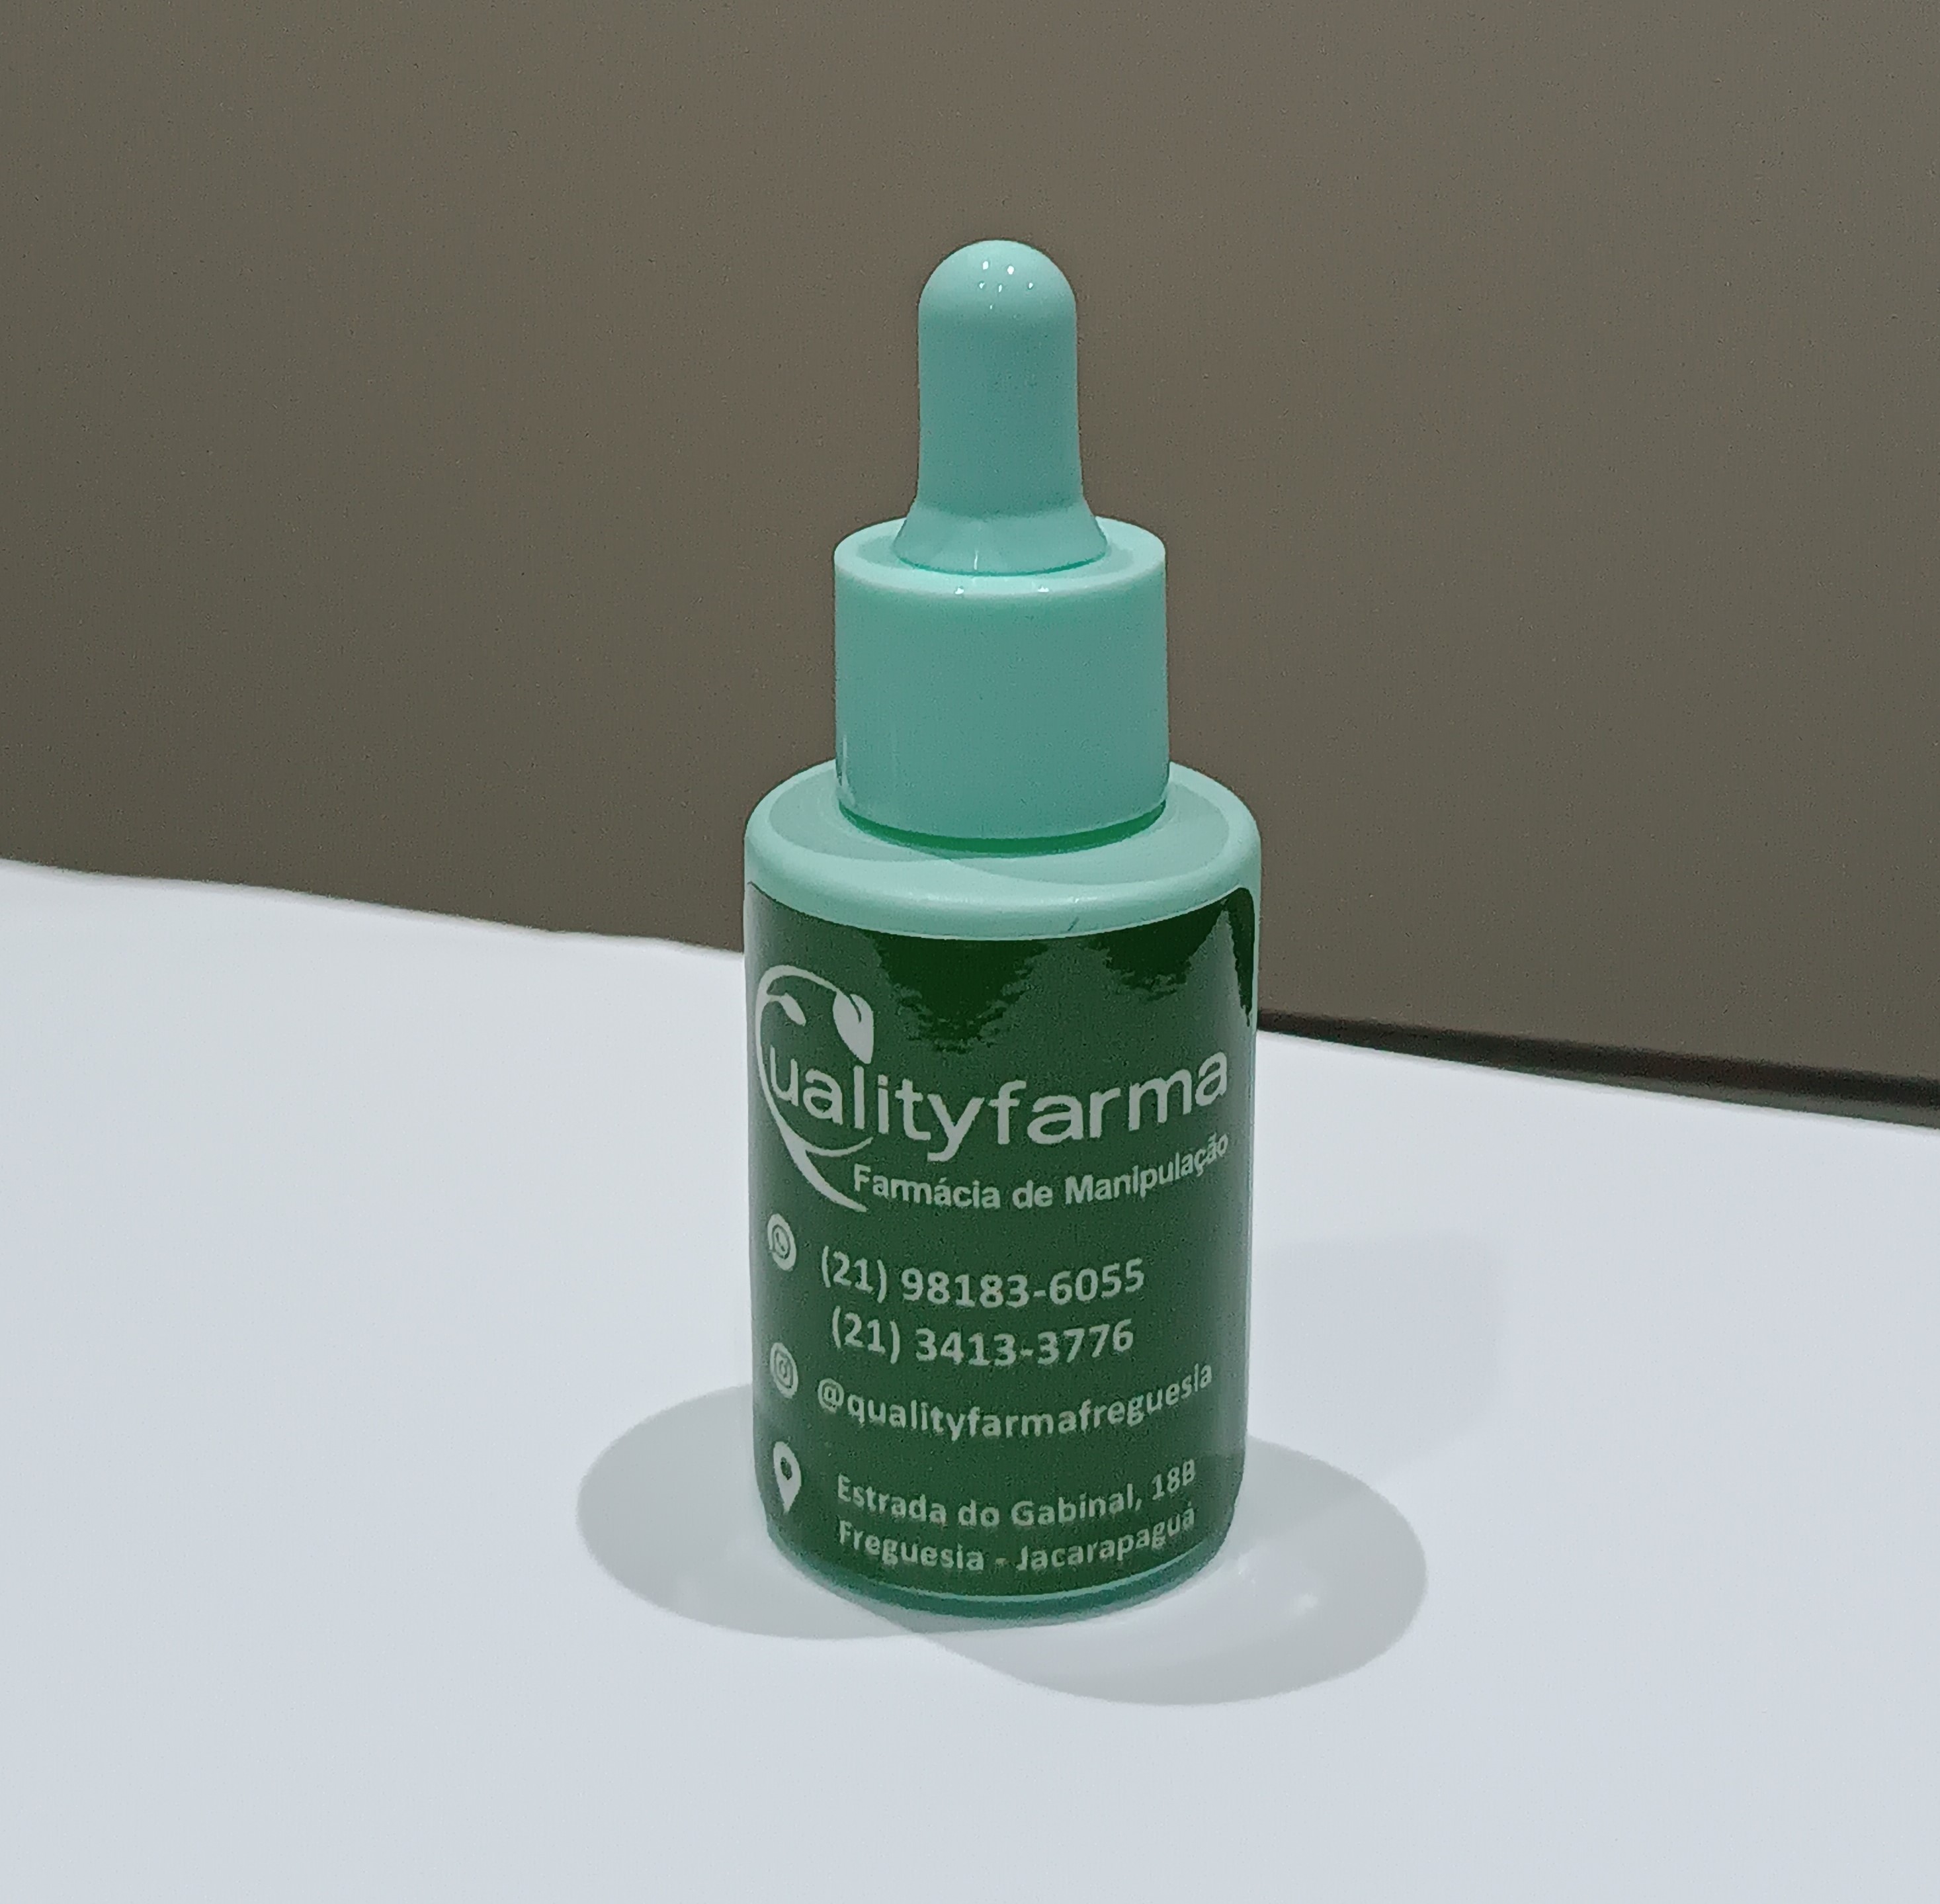 Qualityfarma
Farmácia de Manipulação
(21) 98183-6055
(21) 3413-3776
@qualityfarmafreguesia
Estrada do Gabinal, 18B
Freguesia - Jacarapaguá